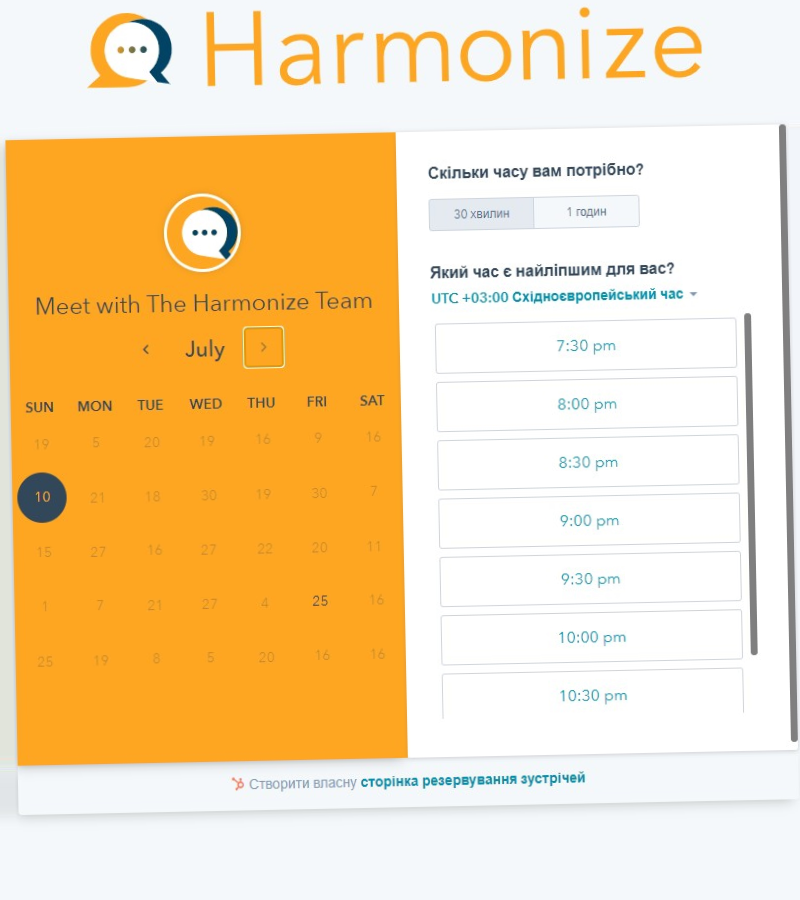 Harmonize
Meet with The Harmonize Team
July
SUN MON TUE WED THU FRI SAT
19 5 20 19 16 9 16
10 21 18 30 19 30 7
15 27 16 27 22 20 11
1 7 21 27 4 25 16
25 19 8 5 20 16 16
Скільки часу вам потрібно?
30 хвилин 1 годин
Який час є найліпшим для вас?
UTC +03:00 Східноєвропейський час
7:30 pm
8:00 pm
8:30 pm
9:00 pm
9:30 pm
10:00 pm
10:30 pm
Створити власну сторінка резервування зустрічей